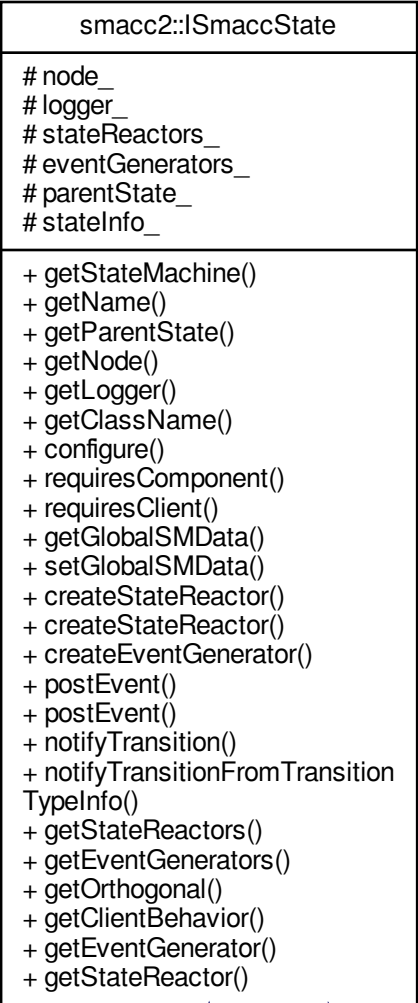 smacc2::ISmaccState
# node_
# logger_
# stateReactors_
# eventGenerators_
# parentState_
# stateInfo_
+ getStateMachine()
+ getName()
+ getParentState()
+ getNode()
+ getLogger()
+ getClassName()
+ configure()
+ requiresComponent()
+ requiresClient()
+ getGlobalSMData()
+ setGlobalSMData()
+ createStateReactor()
+ createStateReactor()
+ createEventGenerator()
+ postEvent()
+ postEvent()
+ notifyTransition()
+ notifyTransitionFromTransition
TypeInfo()
+ getStateReactors()
+ getEventGenerators()
+ getOrthogonal()
+ getClientBehavior()
+ getEventGenerator()
+ getStateReactor()